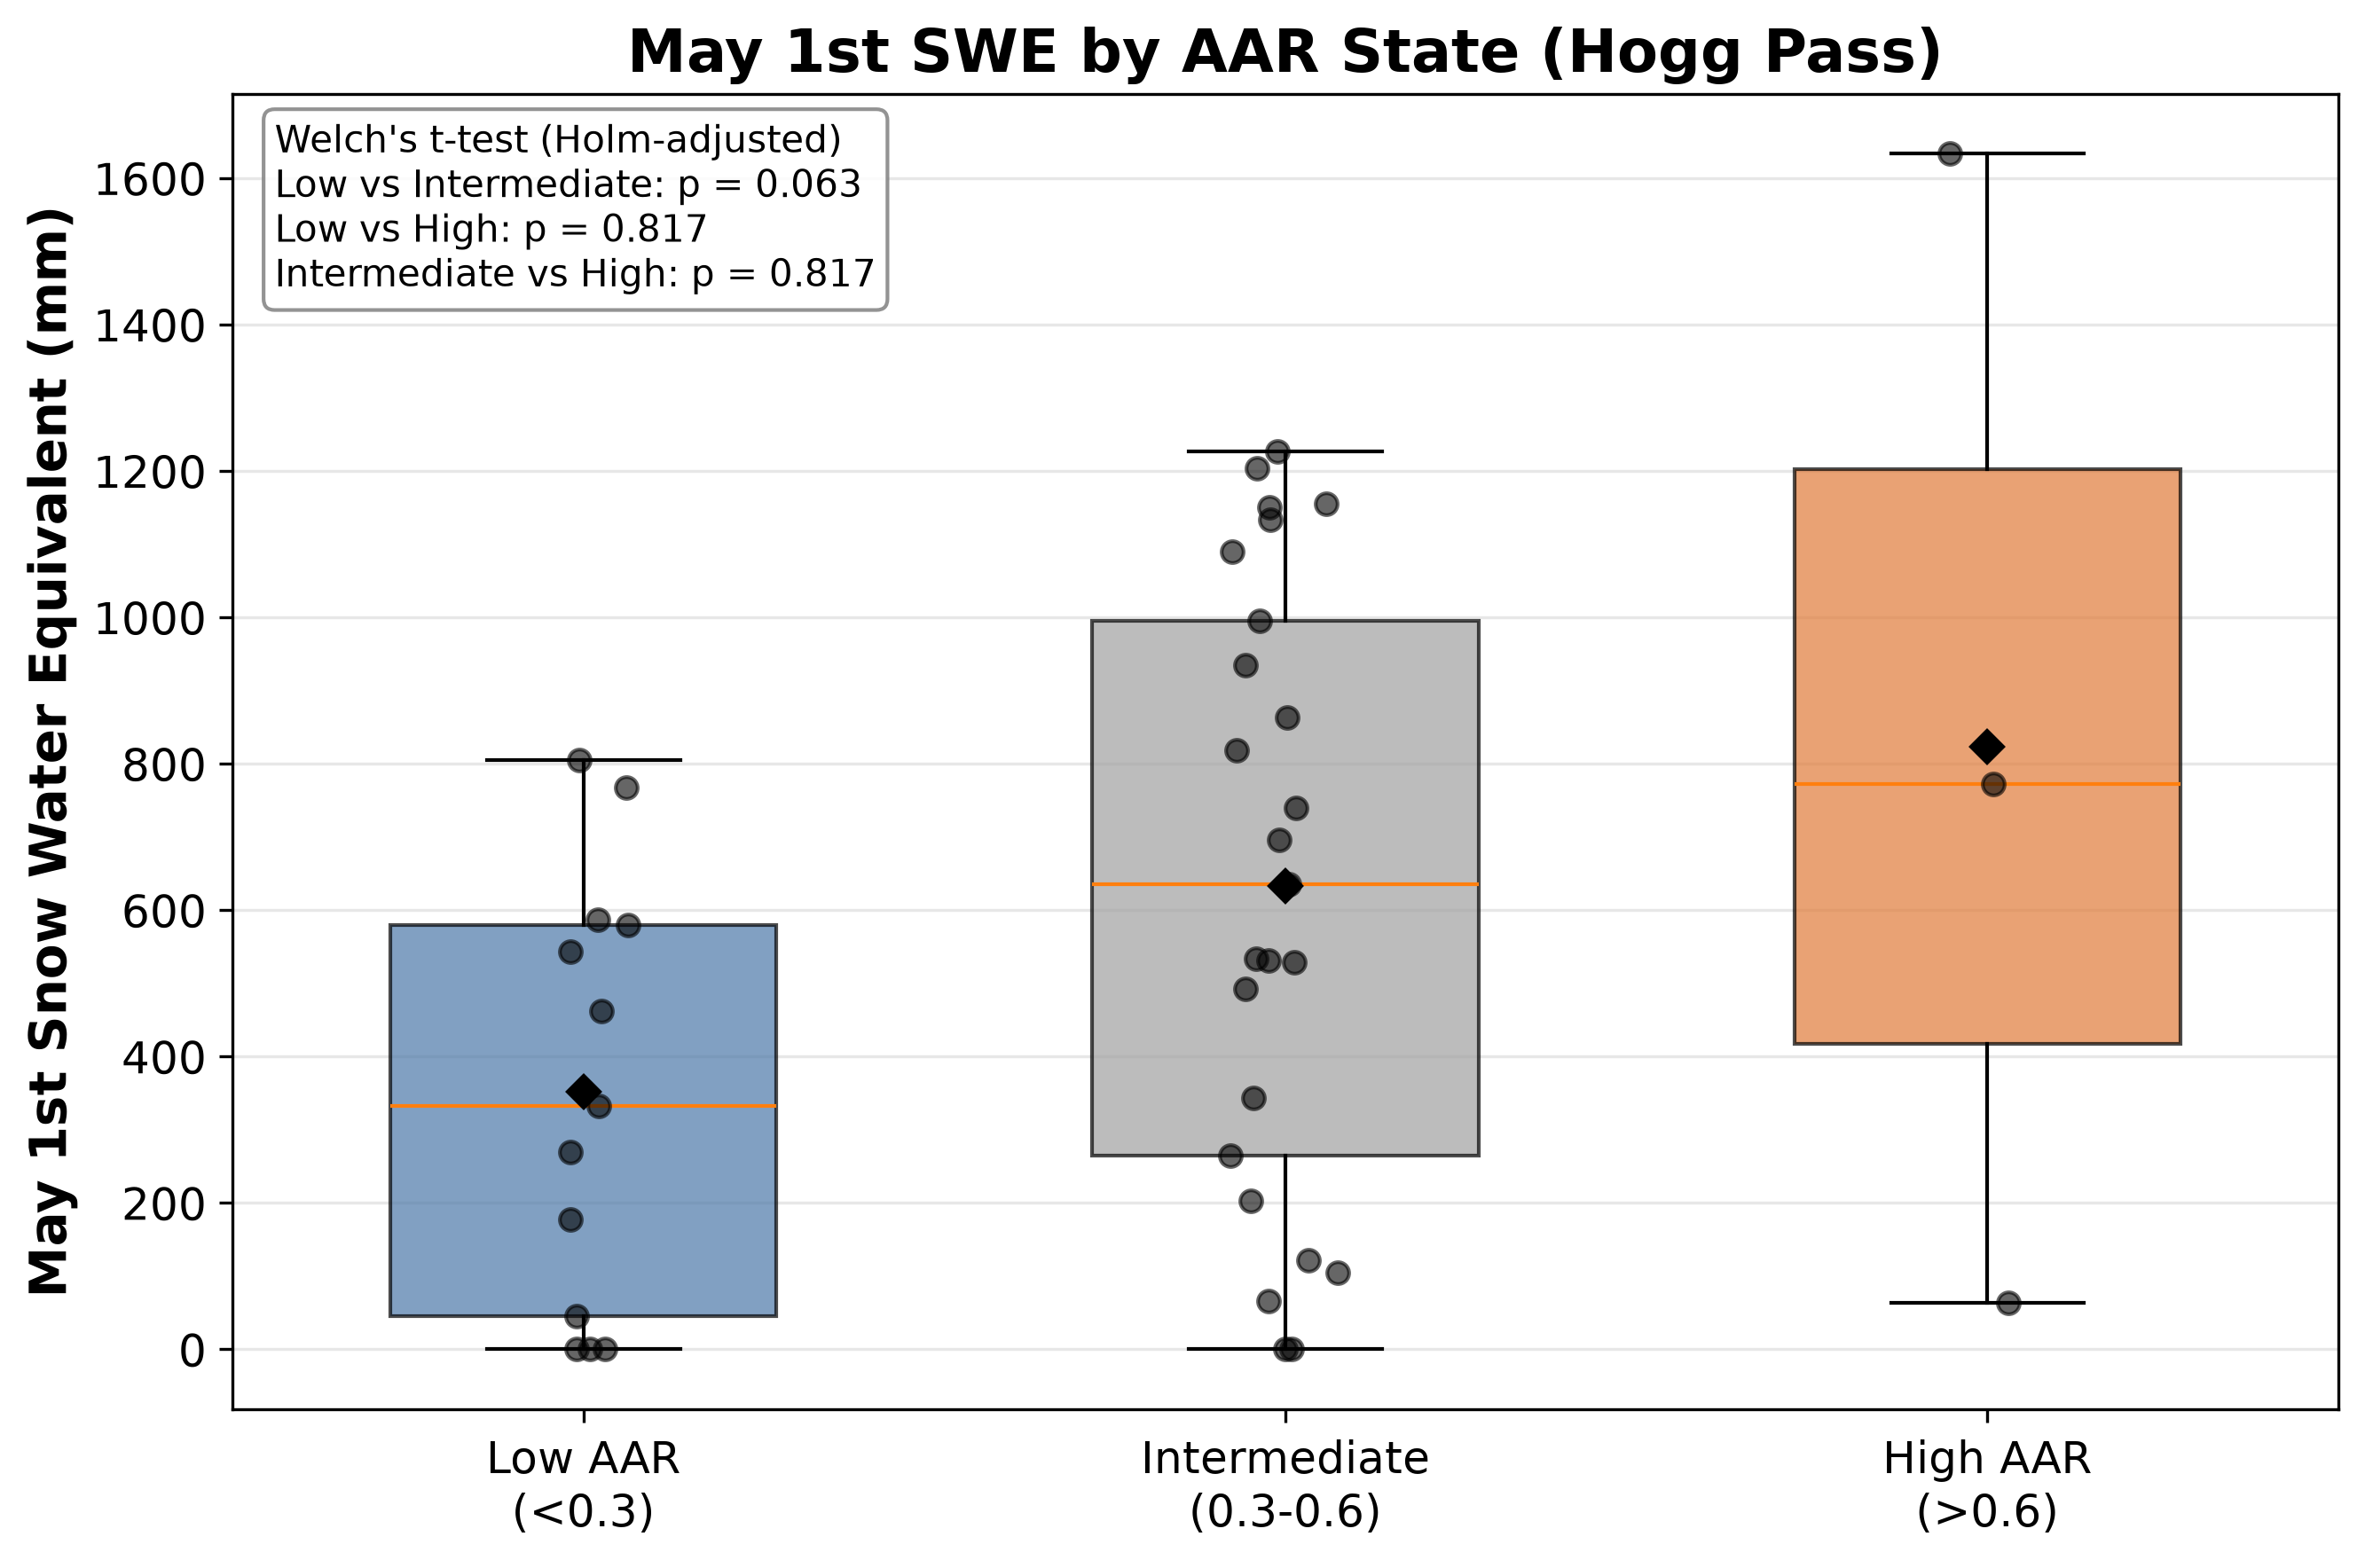 May 1st SWE by AAR State (Hogg Pass)
Welch's t-test (Holm-adjusted)
Low vs Intermediate: p = 0.063
Low vs High: p = 0.817
Intermediate vs High: p = 0.817
May 1st Snow Water Equivalent (mm)
1600
1400
1200
1000
800
600
400
200
0
Low AAR
(<0.3)
Intermediate
(0.3-0.6)
High AAR
(>0.6)